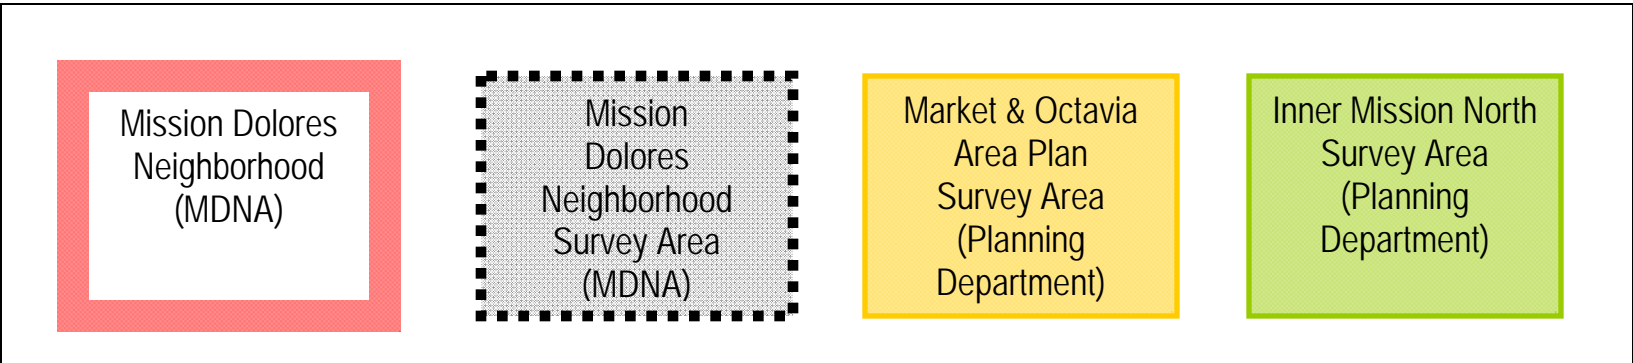 Mission Dolores
Neighborhood
(MDNA)
Mission
Dolores
Neighborhood
Survey Area
(MDNA)
Market & Octavia
Area Plan
Survey Area
(Planning
Department)
Inner Mission North
Survey Area
(Planning
Department)